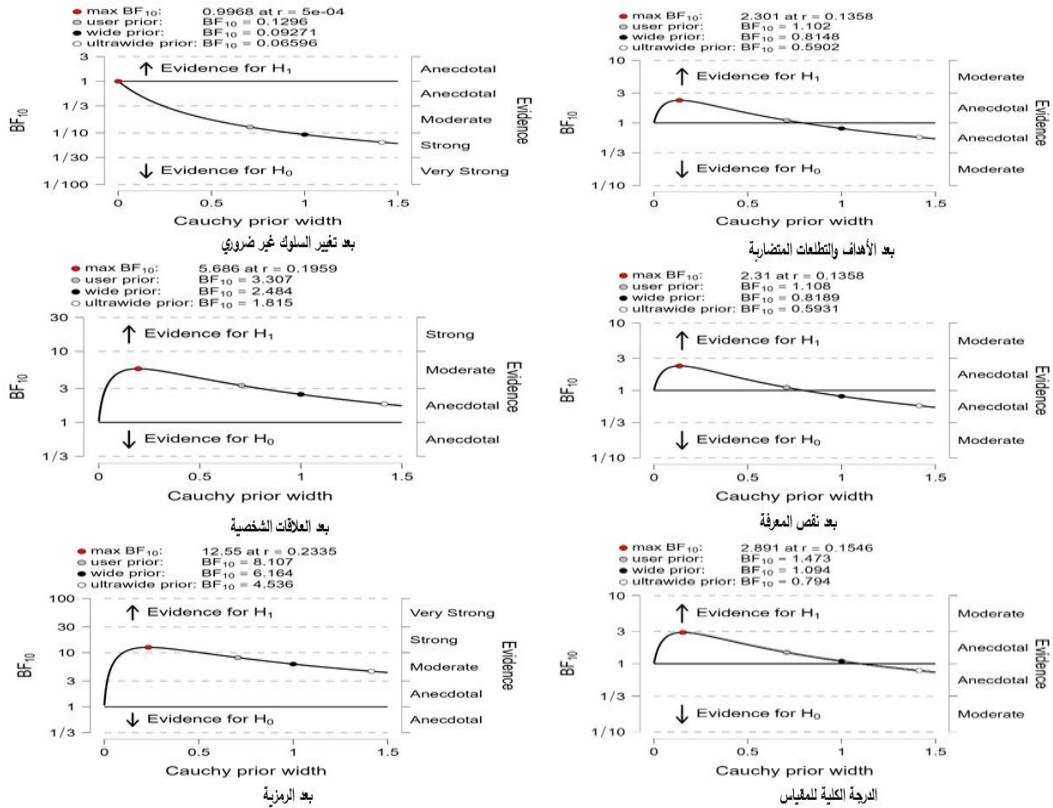 max BF10: 0.9968 at r = 5e-04
user prior: BF10 = 0.1296
wide prior: BF10 = 0.09271
ultrawide prior: BF10 = 0.06596
3
1
1/3
1/10
1/30
1/100
BF10
↑ Evidence for H1
↓ Evidence for H0
Anecdotal
Anecdotal
Moderate
Strong
Very Strong
Evidence
0 0.5 1 1.5
Cauchy prior width
بعد تغيير السلوك غير ضروري
max BF10: 2.301 at r = 0.1358
user prior: BF10 = 1.102
wide prior: BF10 = 0.8148
ultrawide prior: BF10 = 0.5902
10
3
1
1/3
1/10
BF10
↑ Evidence for H1
↓ Evidence for H0
Moderate
Anecdotal
Anecdotal
Moderate
Evidence
0 0.5 1 1.5
Cauchy prior width
بعد الأهداف والتطلعات المتضاربة
max BF10: 5.686 at r = 0.1959
user prior: BF10 = 3.307
wide prior: BF10 = 2.484
ultrawide prior: BF10 = 1.815
30
10
3
1
1/3
BF10
↑ Evidence for H1
↓ Evidence for H0
Strong
Moderate
Anecdotal
Anecdotal
Evidence
0 0.5 1 1.5
Cauchy prior width
بعد العلاقات الشخصية
max BF10: 2.31 at r = 0.1358
user prior: BF10 = 1.108
wide prior: BF10 = 0.8189
ultrawide prior: BF10 = 0.5931
10
3
1
1/3
1/10
BF10
↑ Evidence for H1
↓ Evidence for H0
Moderate
Anecdotal
Anecdotal
Moderate
Evidence
0 0.5 1 1.5
Cauchy prior width
بعد نقص المعرفة
max BF10: 12.55 at r = 0.2335
user prior: BF10 = 8.107
wide prior: BF10 = 6.164
ultrawide prior: BF10 = 4.536
100
30
10
3
1
1/3
BF10
↑ Evidence for H1
↓ Evidence for H0
Very Strong
Strong
Moderate
Anecdotal
Anecdotal
Evidence
0 0.5 1 1.5
Cauchy prior width
بعد الرمزية
max BF10: 2.891 at r = 0.1546
user prior: BF10 = 1.473
wide prior: BF10 = 1.094
ultrawide prior: BF10 = 0.794
10
3
1
1/3
1/10
BF10
↑ Evidence for H1
↓ Evidence for H0
Moderate
Anecdotal
Anecdotal
Moderate
Evidence
0 0.5 1 1.5
Cauchy prior width
الدرجة الكلية للمقياس